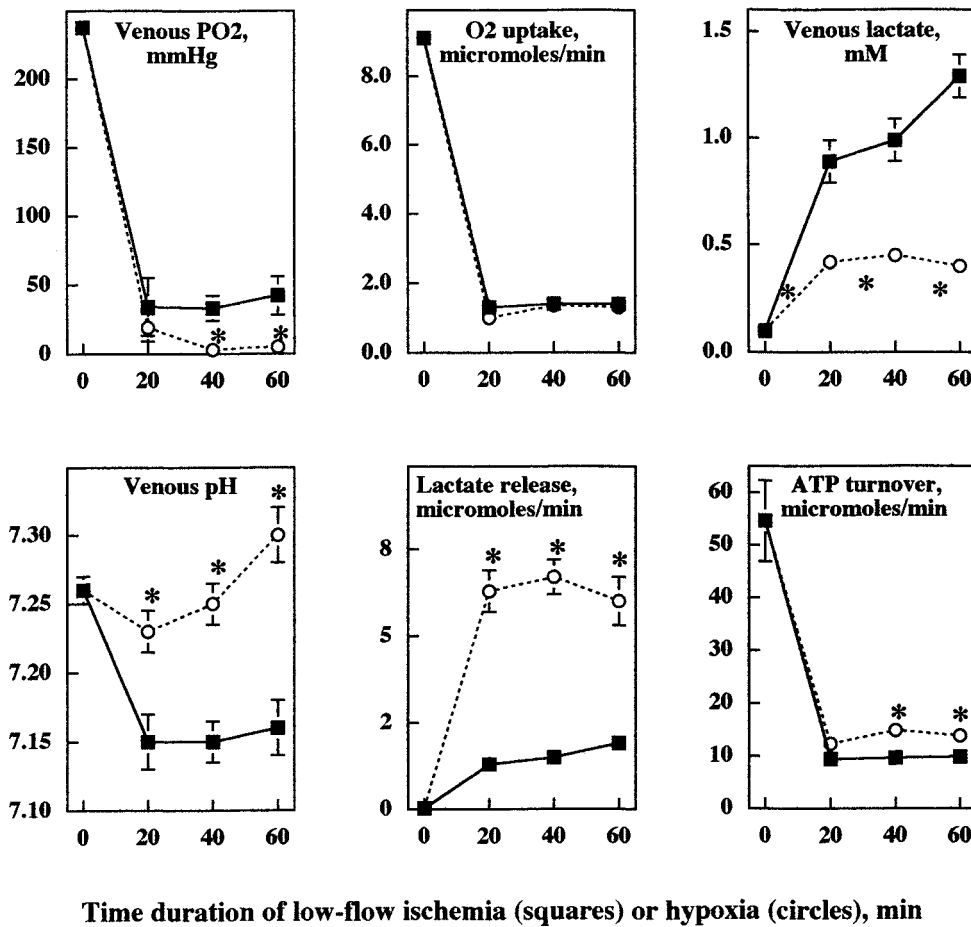 Venous PO2,
mmHg
200
150
100
50
0
0 20 40 60
O2 uptake,
micromoles/min
8.0
6.0
4.0
2.0
0.0
0 20 40 60
Venous lactate,
mM
1.5
1.0
0.5
0.0
* * *
0 20 40 60
* *
Venous pH
7.30
7.25
7.20
7.15
7.10
* * *
0 20 40 60
Lactate release,
micromoles/min
8
5
2
0
* * *
0 20 40 60
ATP turnover,
micromoles/min
60
50
40
30
20
10
0
* *
0 20 40 60
Time duration of low-flow ischemia (squares) or hypoxia (circles), min